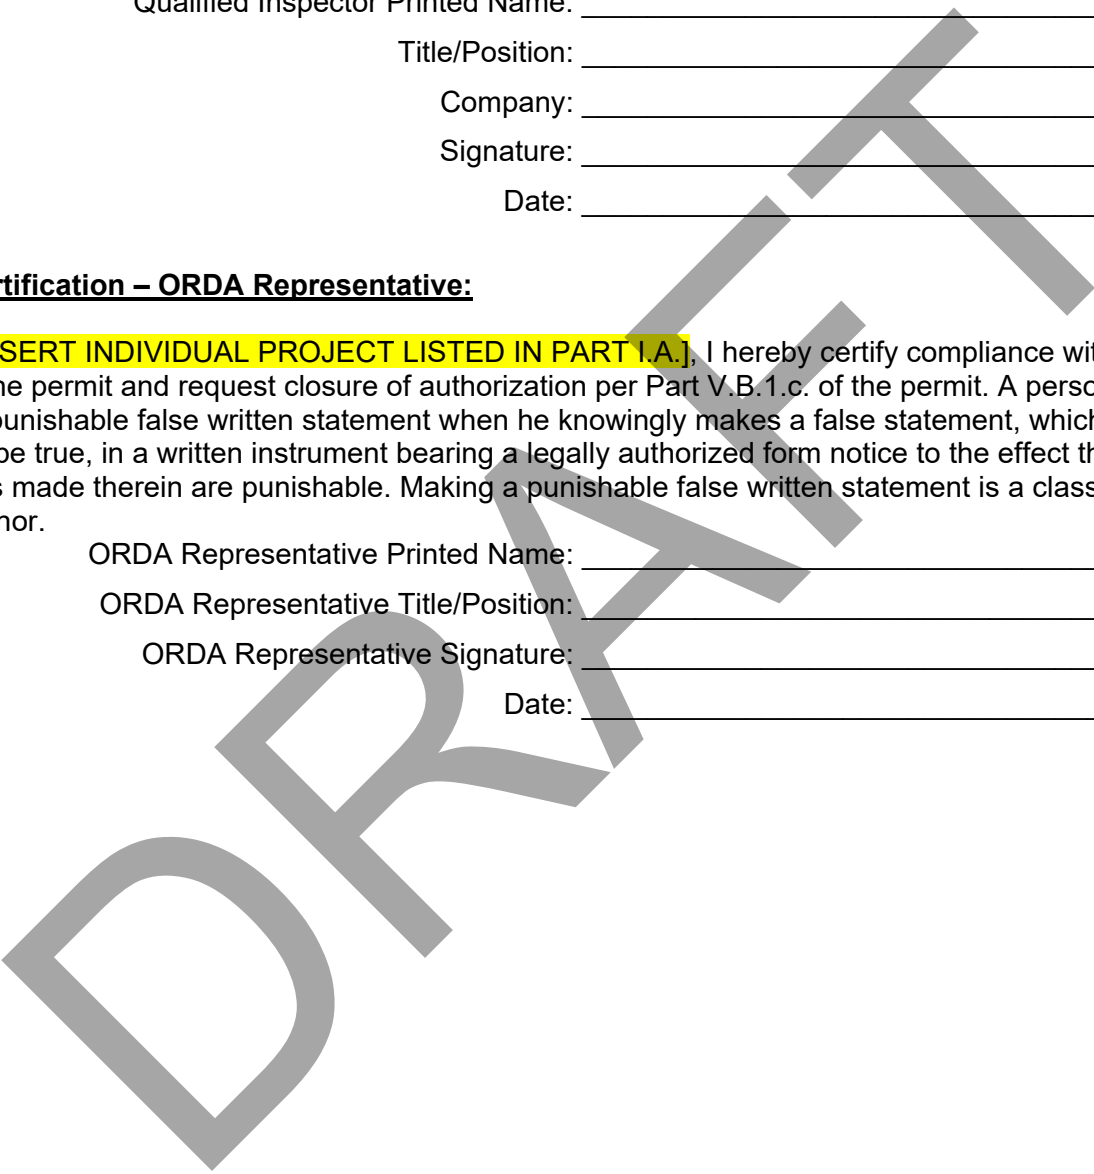 Qualified Inspector Printed Name:
Title/Position:
Company:
Signature:
Date:
rtification – ORDA Representative:
SERT INDIVIDUAL PROJECT LISTED IN PART I.A.], I hereby certify compliance wit
he permit and request closure of authorization per Part V.B.1.c. of the permit. A perso
punishable false written statement when he knowingly makes a false statement, which
be true, in a written instrument bearing a legally authorized form notice to the effect th
s made therein are punishable. Making a punishable false written statement is a class
nor.
ORDA Representative Printed Name:
ORDA Representative Title/Position:
ORDA Representative Signature:
Date:
DRAFT